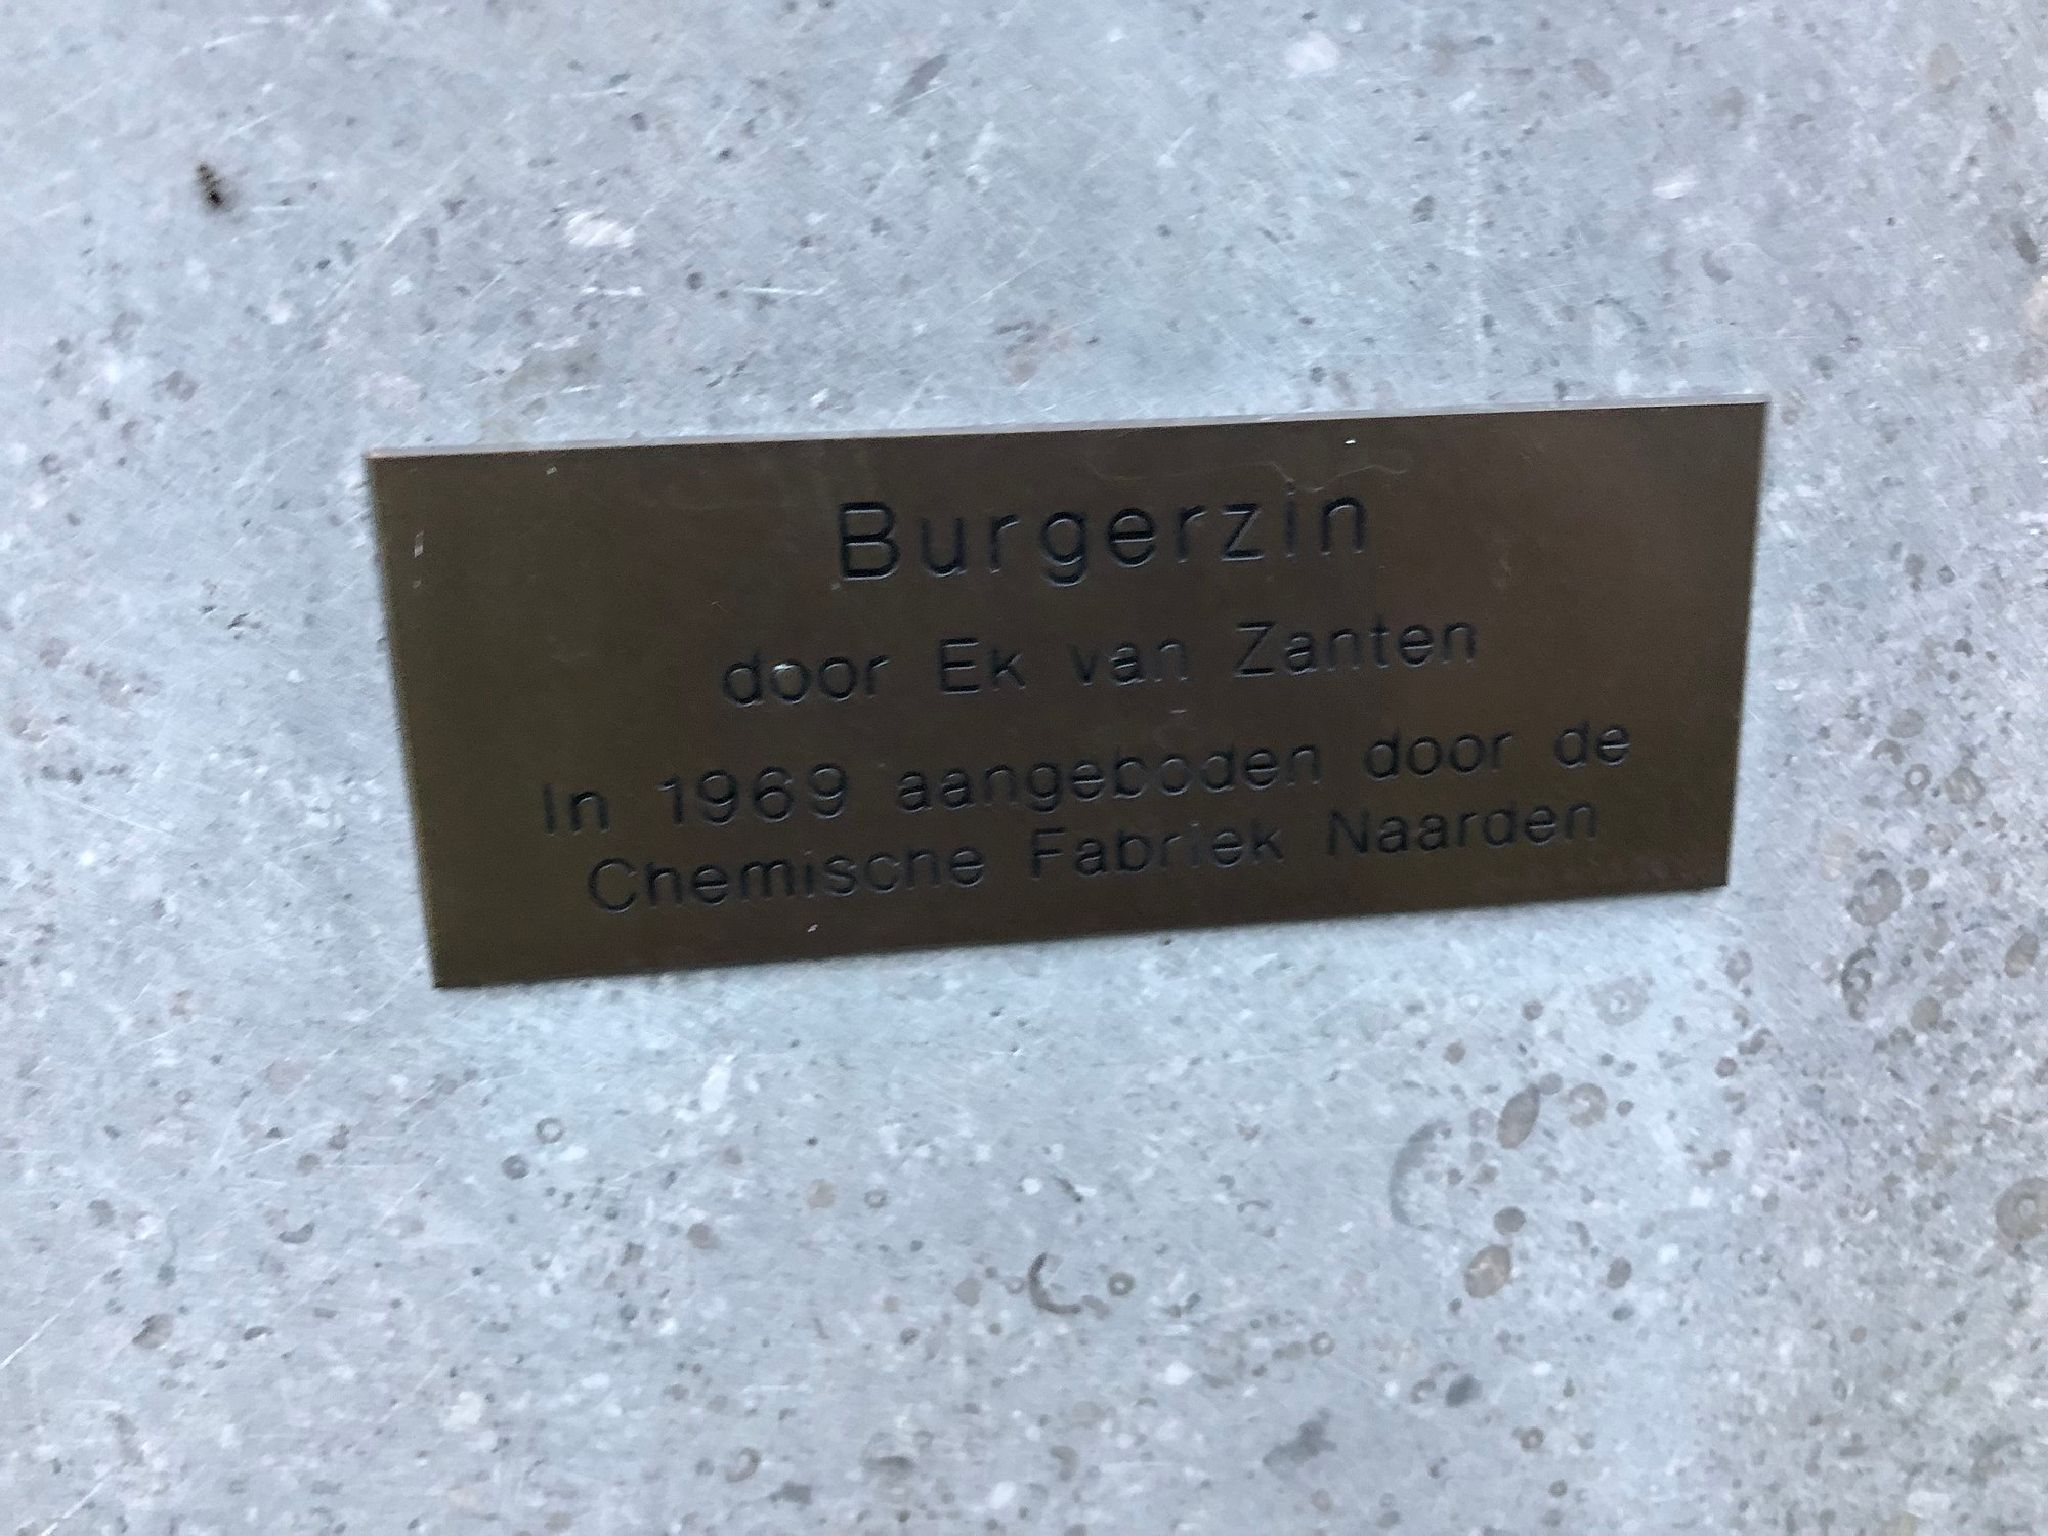 Burgerzin
door Ek van Zanten
In 1969 aangeboden door de
Chemische Fabriek Naarden